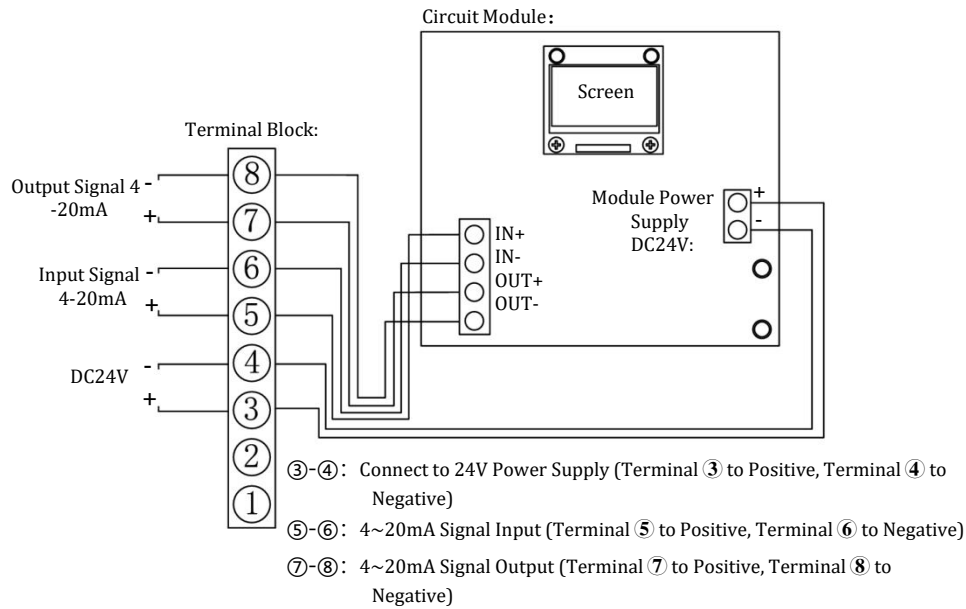 Circuit Module:
Screen
Terminal Block:
8
Output Signal 4 -
-20mA +
7
Module Power +
Supply -
DC24V:
IN+
IN-
OUT+
OUT-
Input Signal -
4-20mA +
6
5
DC24V -
+
4
3
2
1
③-④: Connect to 24V Power Supply (Terminal ③ to Positive, Terminal ④ to
Negative)
⑤-⑥: 4~20mA Signal Input (Terminal ⑤ to Positive, Terminal ⑥ to Negative)
⑦-⑧: 4~20mA Signal Output (Terminal ⑦ to Positive, Terminal ⑧ to
Negative)